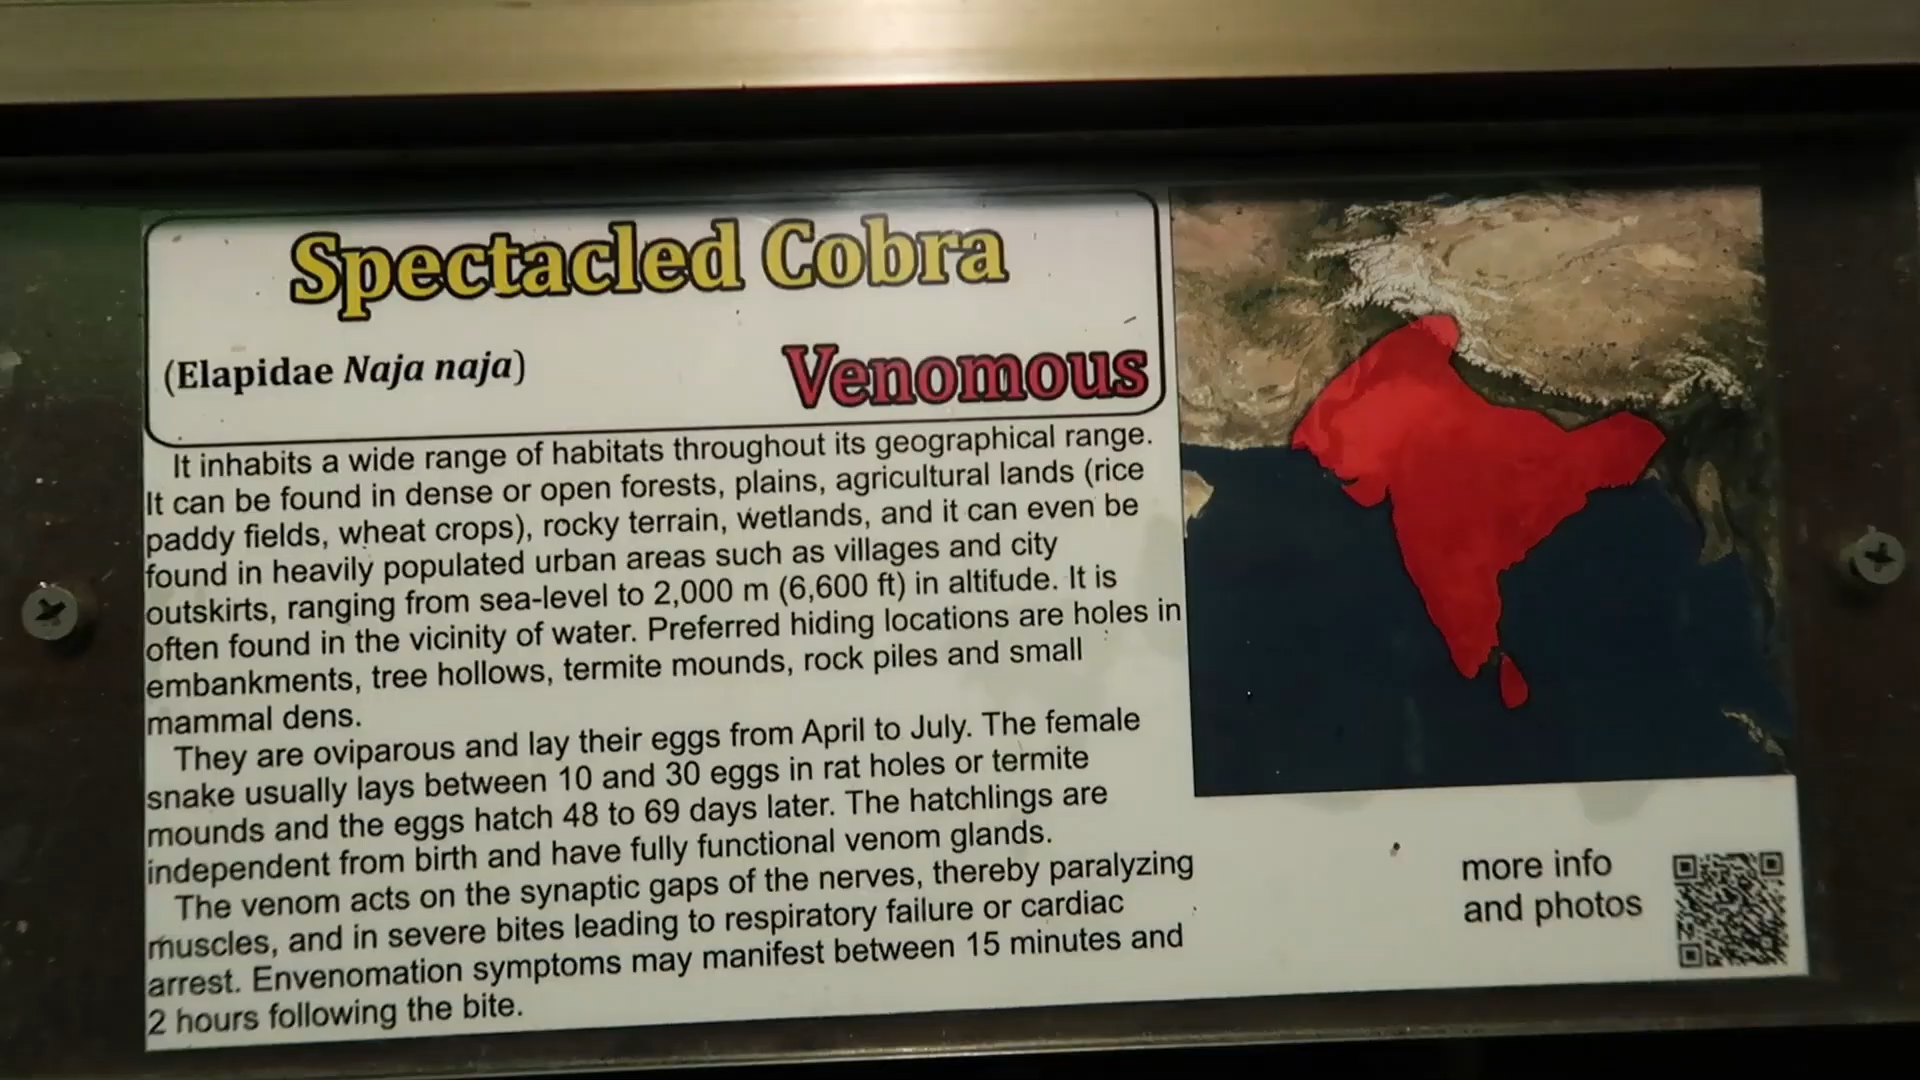 Spectacled Cobra
(Elapidae Naja naja)
Venomous
It inhabits a wide range of habitats throughout its geographical range.
It can be found in dense or open forests, plains, agricultural lands (rice
paddy fields, wheat crops), rocky terrain, wetlands, and it can even be
found in heavily populated urban areas such as villages and city
outskirts, ranging from sea-level to 2,000 m (6,600 ft) in altitude. It is
often found in the vicinity of water. Preferred hiding locations are holes in
embankments, tree hollows, termite mounds, rock piles and small
mammal dens.
They are oviparous and lay their eggs from April to July. The female
snake usually lays between 10 and 30 eggs in rat holes or termite
mounds and the eggs hatch 48 to 69 days later. The hatchlings are
independent from birth and have fully functional venom glands.
The venom acts on the synaptic gaps of the nerves, thereby paralyzing
muscles, and in severe bites leading to respiratory failure or cardiac
arrest. Envenomation symptoms may manifest between 15 minutes and
2 hours following the bite.
more info
and photos